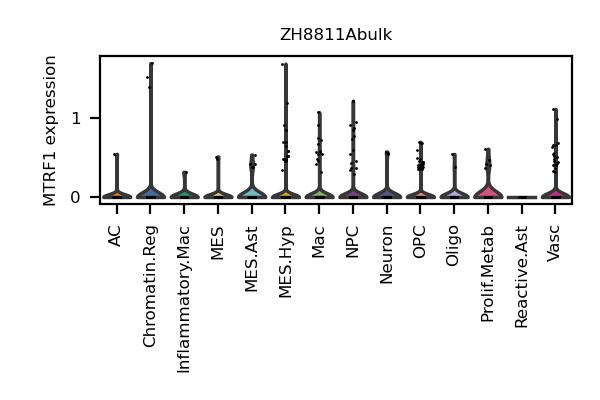 ZH8811Abulk
MTRF1 expression
1
0
AC
Chromatin.Reg
Inflammatory.Mac
MES
MES.Ast
MES.Hyp
Mac
NPC
Neuron
OPC
Oligo
Prolif.Metab
Reactive.Ast
Vasc